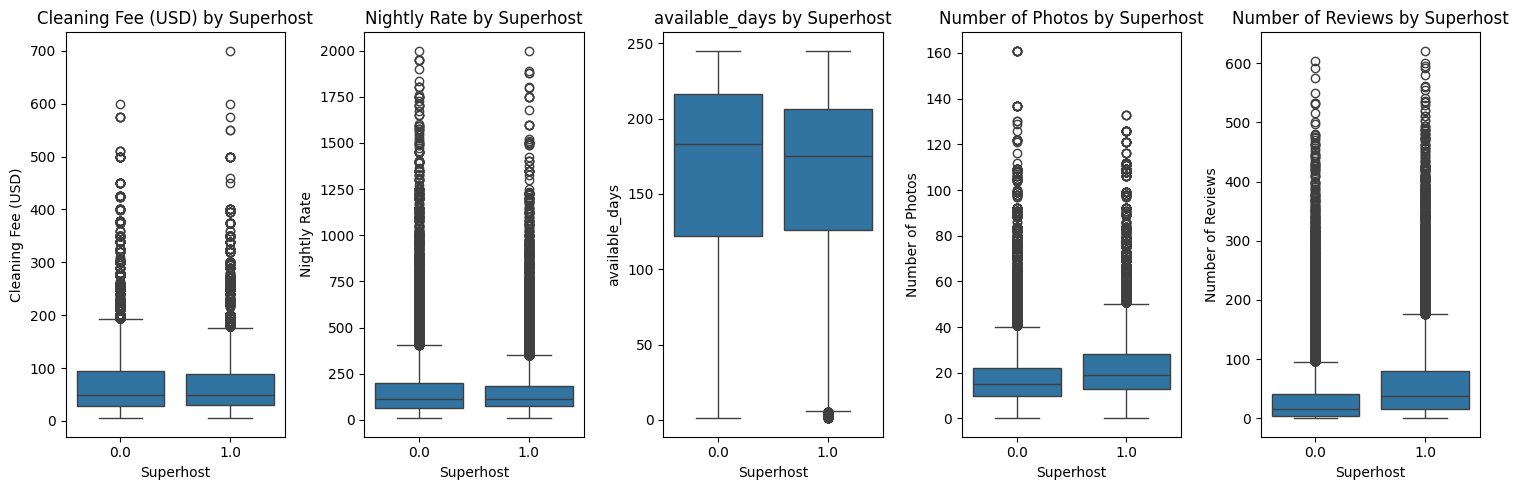 Cleaning Fee (USD) by Superhost
Cleaning Fee (USD)
700
600
500
400
300
200
100
0
0.0 1.0
Superhost
Nightly Rate by Superhost
Nightly Rate
2000
1750
1500
1250
1000
750
500
250
0
0.0 1.0
Superhost
available_days by Superhost
available_days
250
200
150
100
50
0
0.0 1.0
Superhost
Number of Photos by Superhost
Number of Photos
160
140
120
100
80
60
40
20
0
0.0 1.0
Superhost
Number of Reviews by Superhost
Number of Reviews
600
500
400
300
200
100
0
0.0 1.0
Superhost